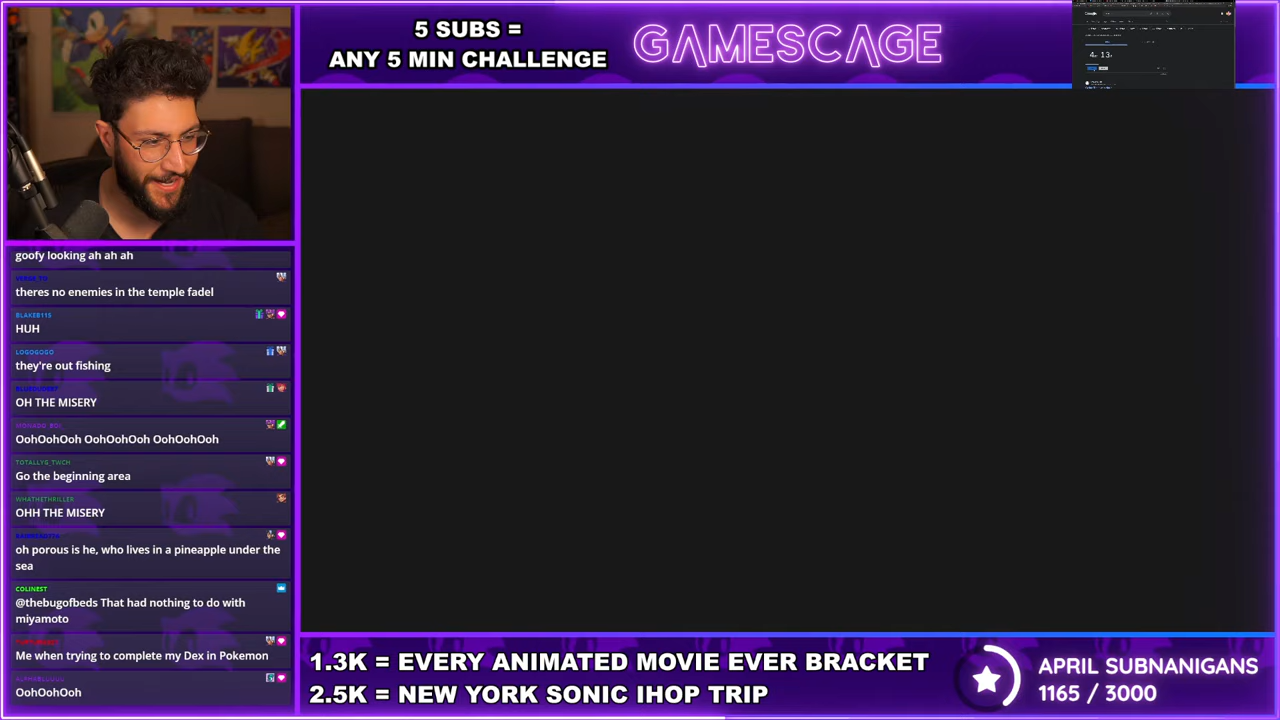 5 SUBS =
ANY 5 MIN CHALLENGE
GAMESCAGE
goofy looking ah ah ah
theres no enemies in the temple fadel
BLAKEB115
HUH
LOGOGOGO
they're out fishing
OH THE MISERY
OohOohOoh OohOohOoh OohOohOoh
TOTALLYG_TWCH
Go the beginning area
WHATHETHRILLER
OHH THE MISERY
oh porous is he, who lives in a pineapple under the
sea
COLINEST
@thebugofbeds That had nothing to do with
miyamoto
Me when trying to complete my Dex in Pokemon
OohOohOoh
1.3K = EVERY ANIMATED MOVIE EVER BRACKET
2.5K = NEW YORK SONIC IHOP TRIP
APRIL SUBNANIGANS
1165 / 3000